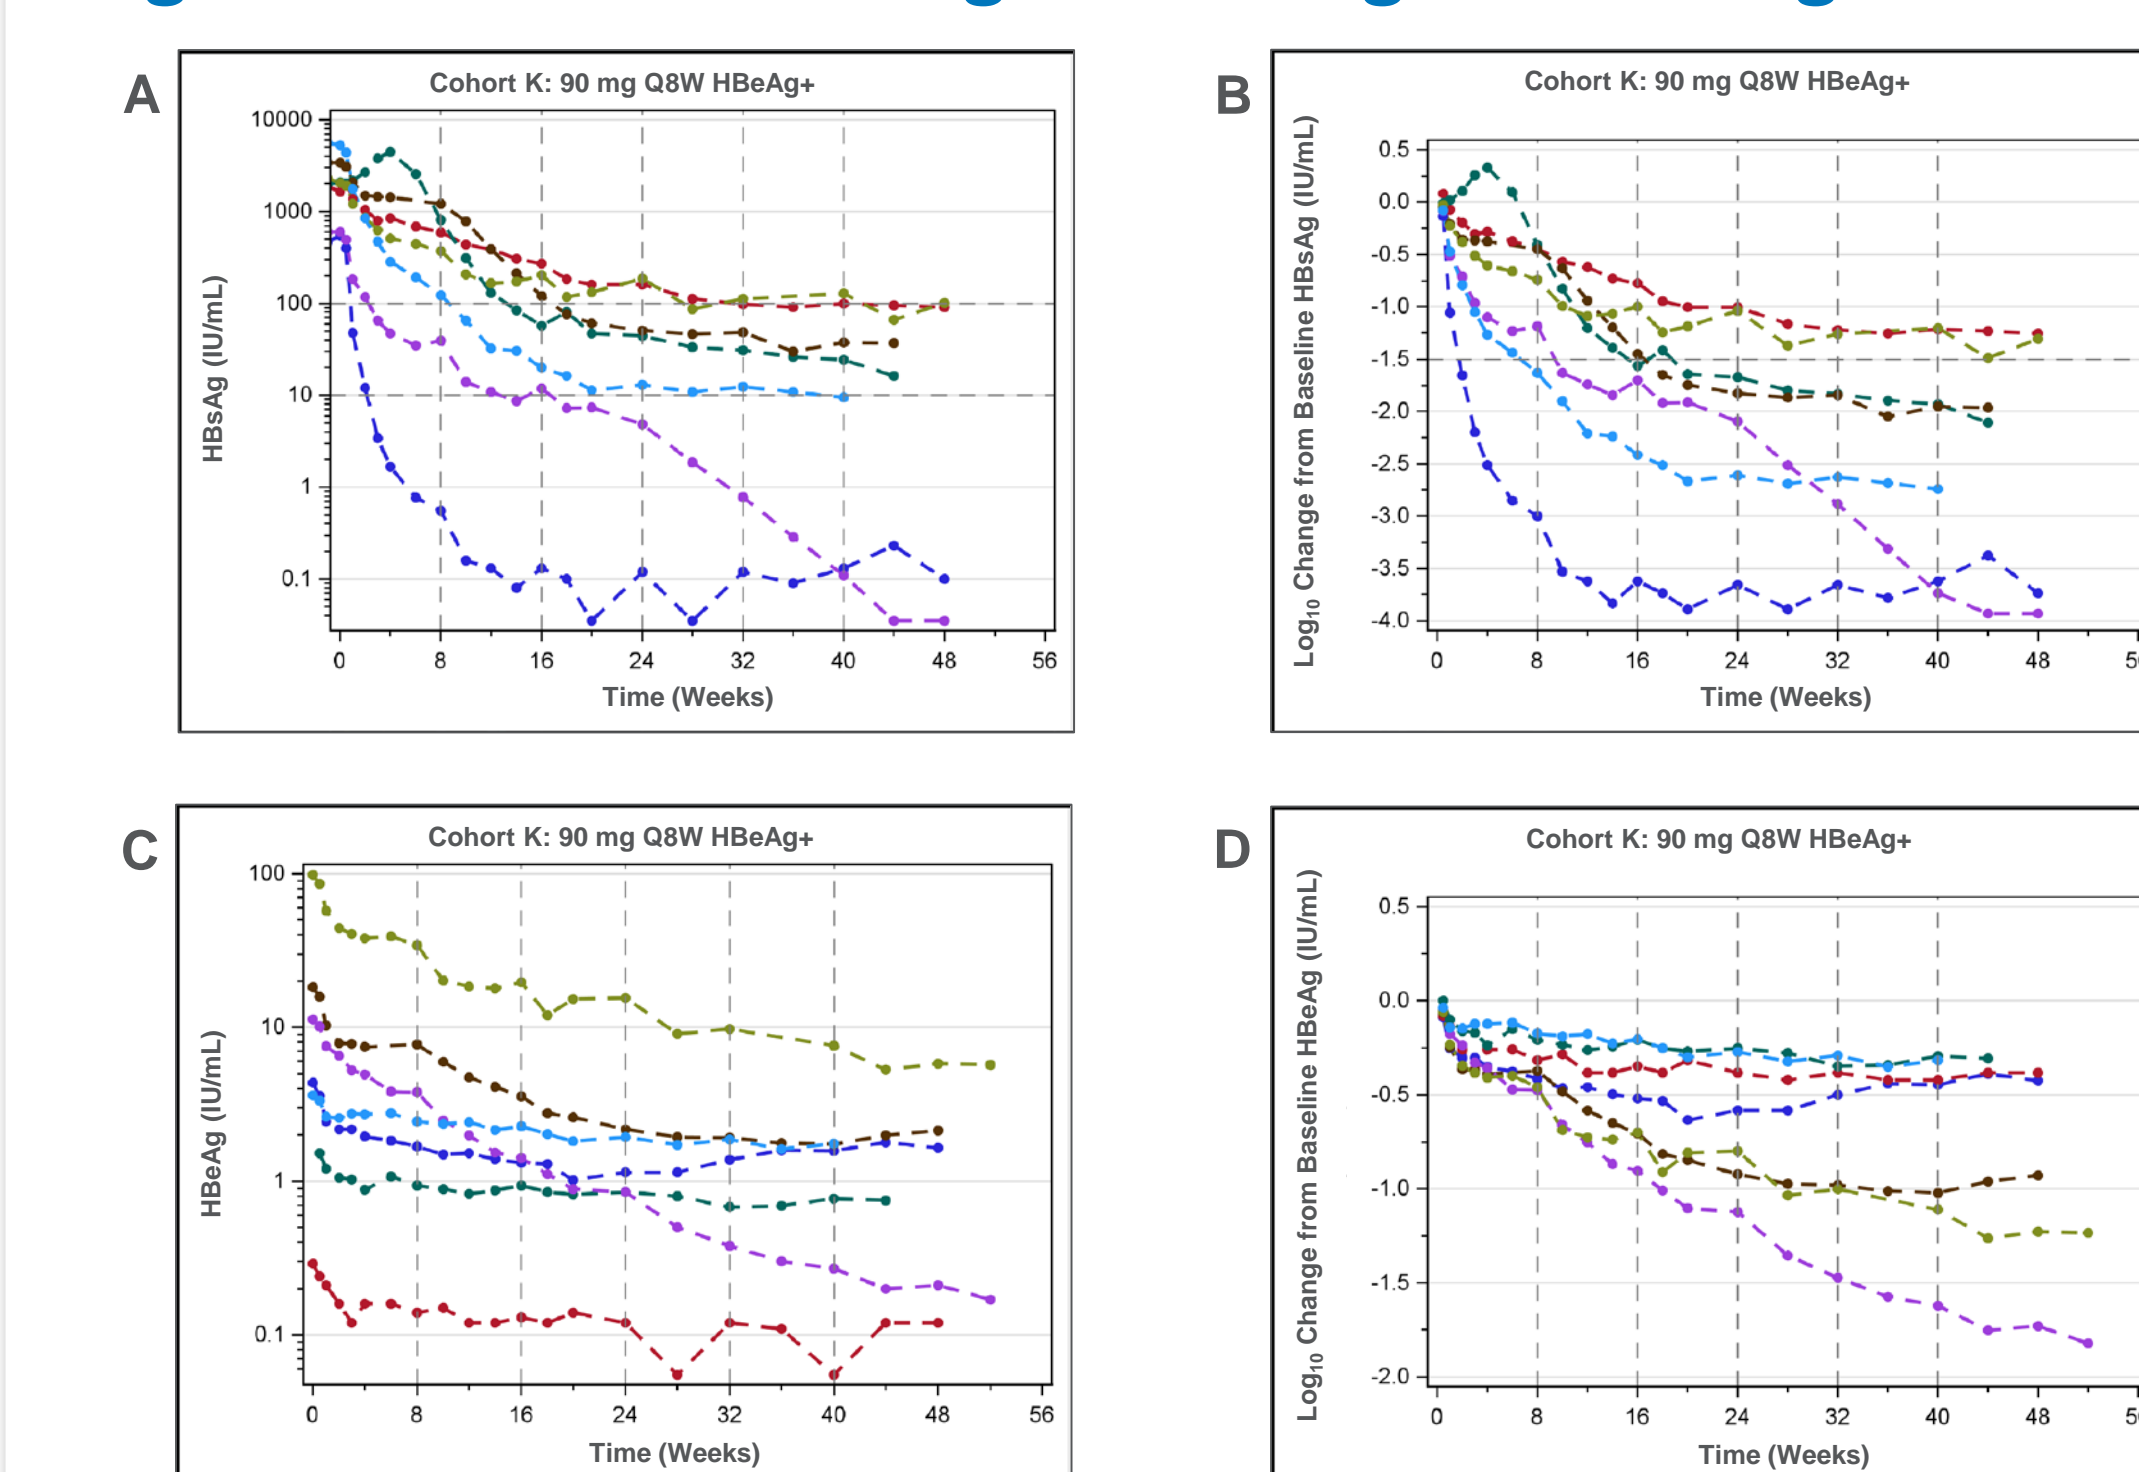 A
Cohort K: 90 mg Q8W HBeAg+
HBsAg (IU/mL)
10000
1000
100
10
1
0.1
0 8 16 24 32 40 48 56
Time (Weeks)
B
Cohort K: 90 mg Q8W HBeAg+
Log10 Change from Baseline HBsAg (IU/mL)
0.5
0.0
-0.5
-1.0
-1.5
-2.0
-2.5
-3.0
-3.5
-4.0
0 8 16 24 32 40 48
Time (Weeks)
C
Cohort K: 90 mg Q8W HBeAg+
HBeAg (IU/mL)
100
10
1
0.1
0 8 16 24 32 40 48 56
Time (Weeks)
D
Cohort K: 90 mg Q8W HBeAg+
Log10 Change from Baseline HBeAg (IU/mL)
0.5
0.0
-0.5
-1.0
-1.5
-2.0
0 8 16 24 32 40 48
Time (Weeks)